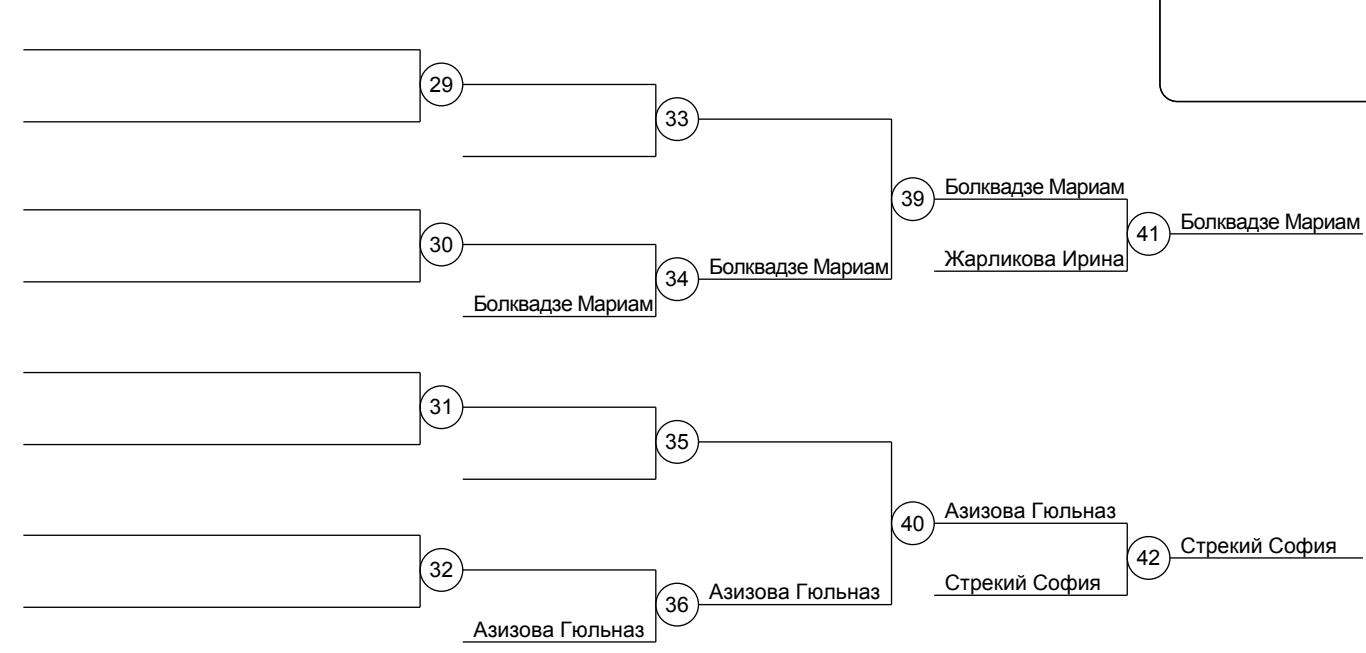 29
33
39
Болквадзе Мариам
41
Болквадзе Мариам
30
Жарликова Ирина
34
Болквадзе Мариам
Болквадзе Мариам
31
35
40
Азизова Гюльназ
42
Стрекий София
32
Стрекий София
36
Азизова Гюльназ
Азизова Гюльназ